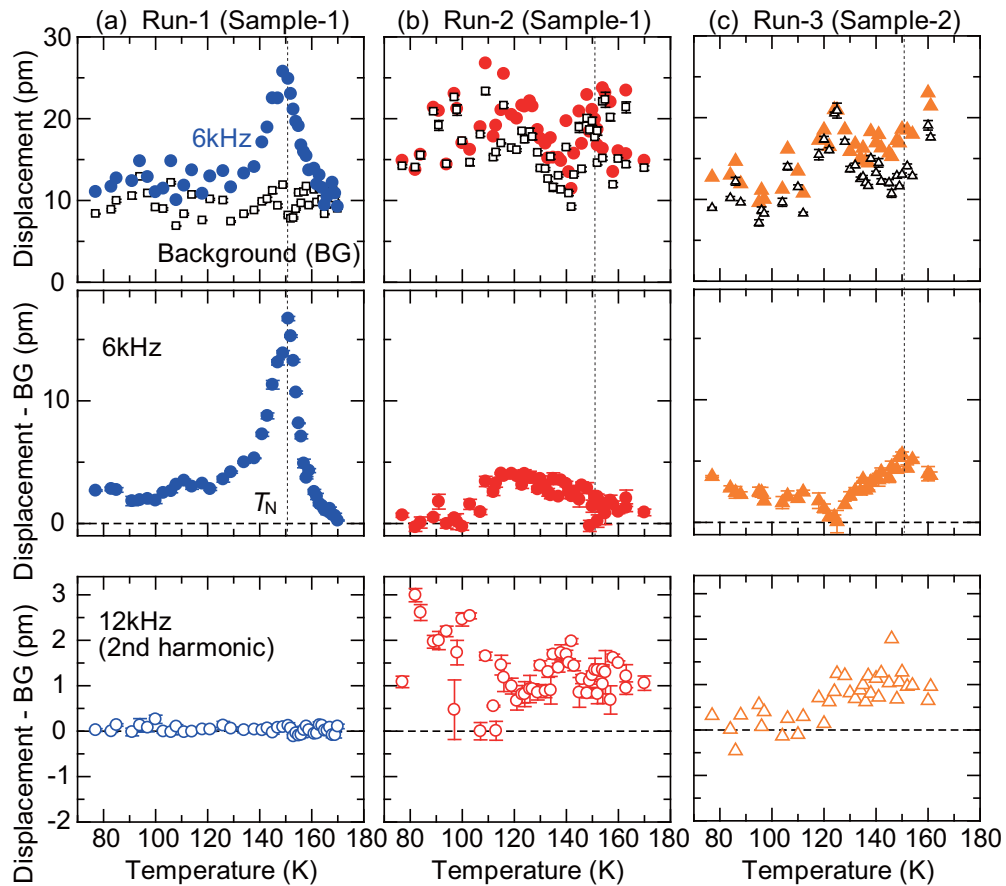 (a) Run-1 (Sample-1)
(b) Run-2 (Sample-1)
(c) Run-3 (Sample-2)
Displacement (pm)
30
20
10
0
6kHz
Background (BG)
Displacement - BG (pm)
10
0
6kHz
TN
Displacement - BG (pm)
3
2
1
0
-1
-2
12kHz
(2nd harmonic)
80 100 120 140 160 180
80 100 120 140 160 180
80 100 120 140 160 180
Temperature (K)
Temperature (K)
Temperature (K)